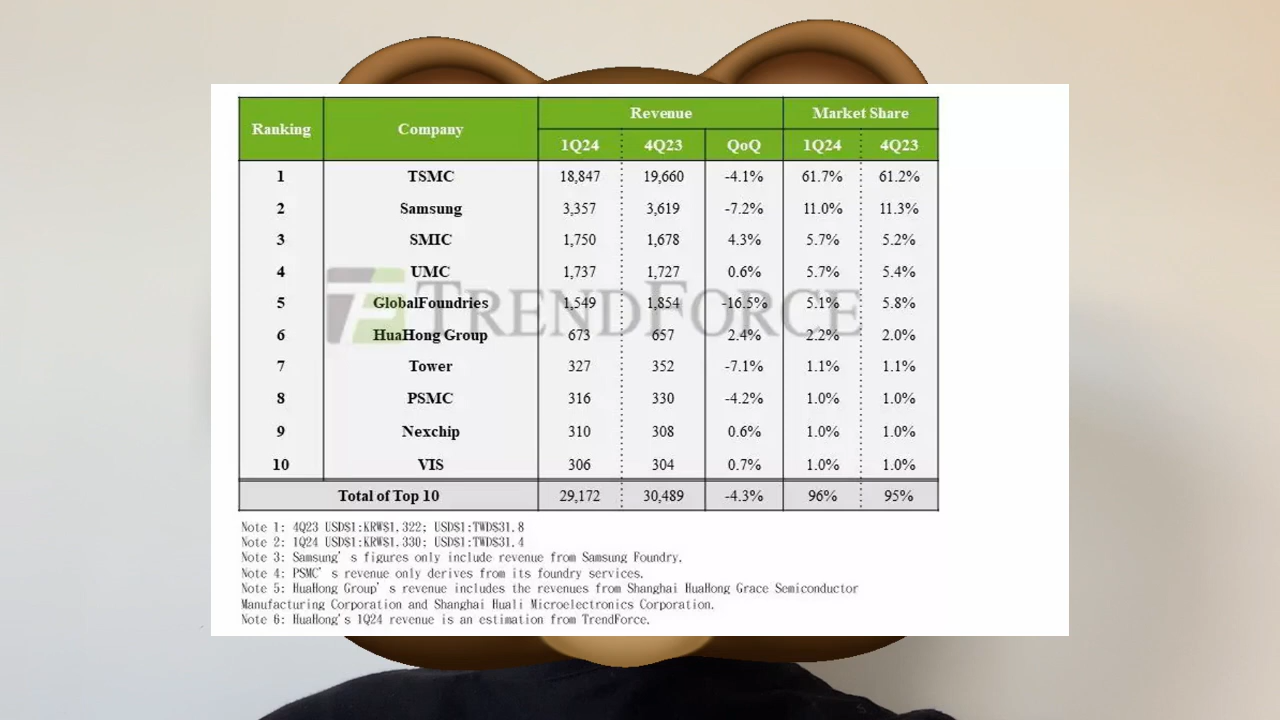 Ranking Company Revenue Market Share
1Q24 4Q23 QoQ 1Q24 4Q23
1 TSMC 18,847 19,660 -4.1% 61.7% 61.2%
2 Samsung 3,357 3,619 -7.2% 11.0% 11.3%
3 SMIC 1,750 1,678 4.3% 5.7% 5.2%
4 UMC 1,737 1,727 0.6% 5.7% 5.4%
5 GlobalFoundries 1,549 1,854 -16.5% 5.1% 5.8%
TRENDFORCE
6 HuaHong Group 673 657 2.4% 2.2% 2.0%
7 Tower 327 352 -7.1% 1.1% 1.1%
8 PSMC 316 330 -4.2% 1.0% 1.0%
9 Nexchip 310 308 0.6% 1.0% 1.0%
10 VIS 306 304 0.7% 1.0% 1.0%
Total of Top 10 29,172 30,489 -4.3% 96% 95%
Note 1: 4Q23 USD$1:KRW$1.322; USD$1:TWD$31.8
Note 2: 1Q24 USD$1:KRW$1.330; USD$1:TWD$31.4
Note 3: Samsung's figures only include revenue from Samsung Foundry.
Note 4: PSMC's revenue only derives from its foundry services.
Note 5: HuaHong Group's revenue includes the revenues from Shanghai HuaHong Grace Semiconductor
Manufacturing Corporation and Shanghai Huali Microelectronics Corporation.
Note 6: HuaHong's 1Q24 revenue is an estimation from TrendForce.